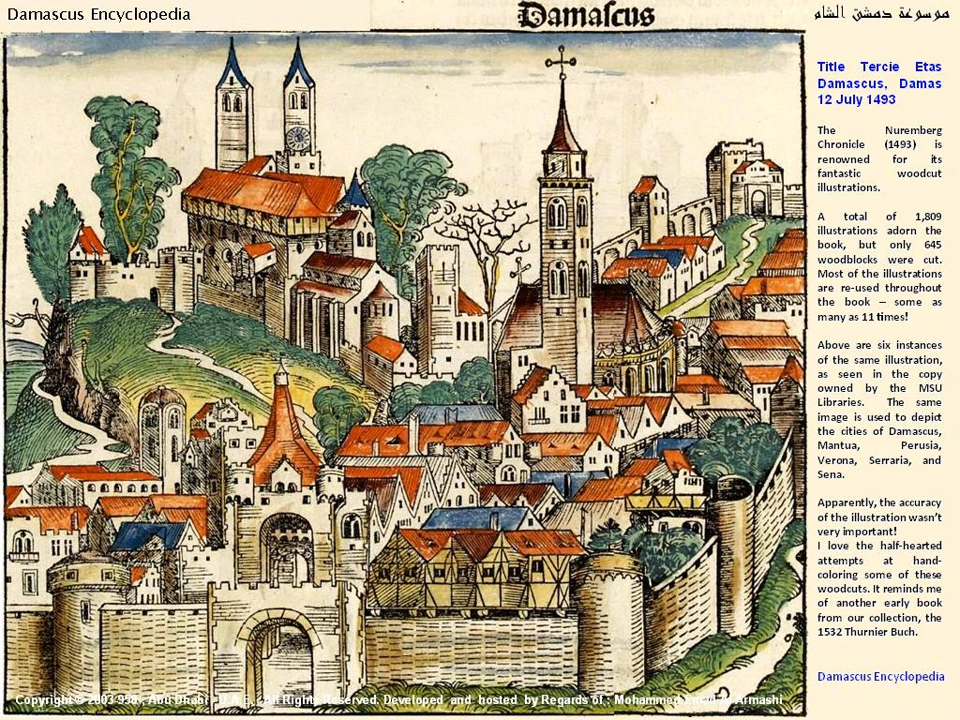 Damascus Encyclopedia
Damascus
موسوعة دمشق الشام
Title Tercie Etas
Damascus, Damas
12 July 1493
The Nuremberg
Chronicle (1493) is
renowned for its
fantastic woodcut
illustrations.
A total of 1,809
illustrations adorn the
book, but only 645
woodblocks were cut.
Most of the illustrations
are re-used throughout
the book – some as
many as 11 times!
Above are six instances
of the same illustration,
as seen in the copy
owned by the MSU
Libraries. The same
image is used to depict
the cities of Damascus,
Mantua, Perusia,
Verona, Serraria, and
Sena.
Apparently, the accuracy
of the illustration wasn't
very important!
I love the half-hearted
attempts at hand-
coloring some of these
woodcuts. It reminds me
of another early book
from our collection, the
1532 Thurnier Buch.
Damascus Encyclopedia
Copyright © 2003 Abu Dhabi U.A.E. All Rights Reserved. Developed and hosted by Regards of : Mohammed Armashi